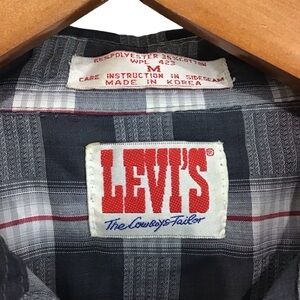 65%POLYESTER 35%COTTON
WPL 423
M
CARE INSTRUCTION IN SIDESEAM
MADE IN KOREA
LEVI'S®
The Cowboys Tailor